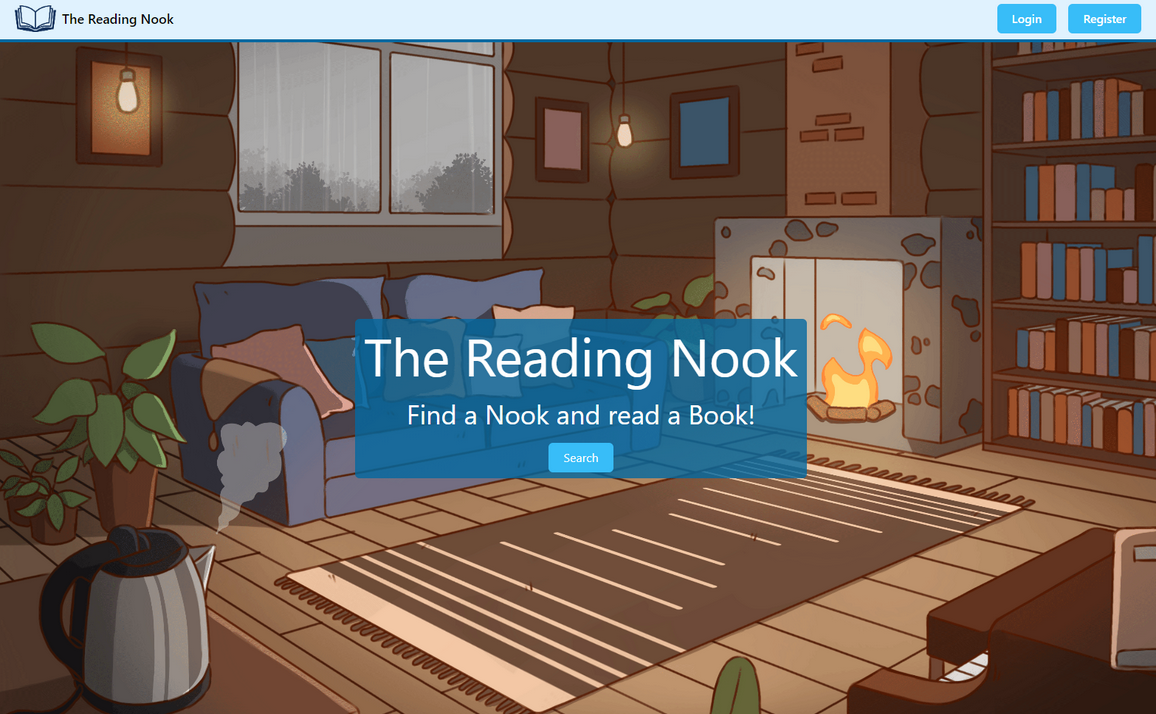 The Reading Nook
Login
Register
The Reading Nook
Find a Nook and read a Book!
Search